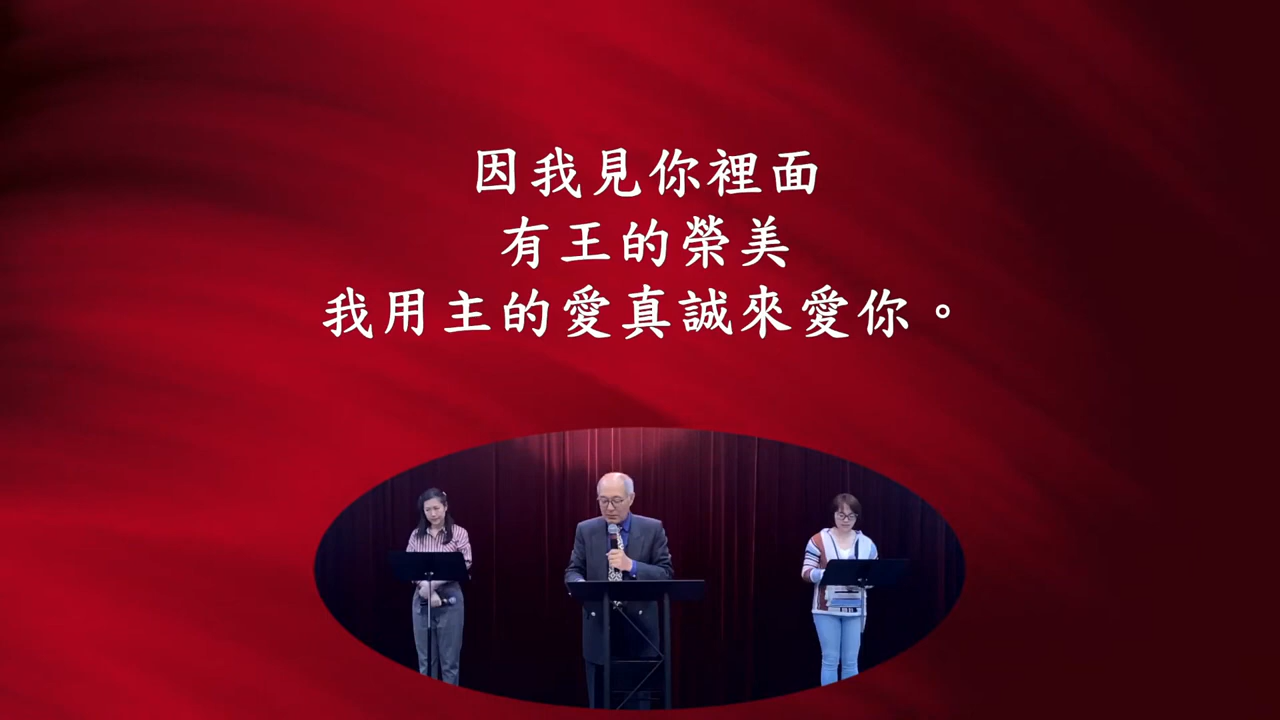 因我見你裡面
有王的榮美
我用主的愛真誠來愛你。